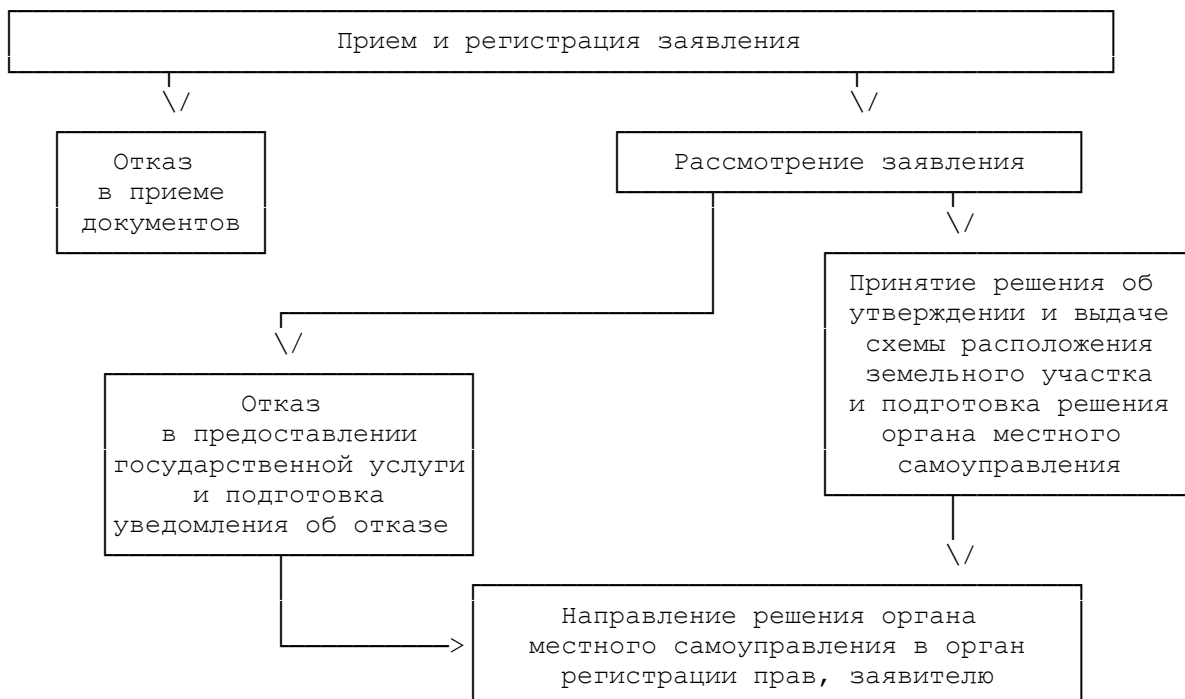 Прием и регистрация заявления
Отказ
в приеме
документов
Рассмотрение заявления
Принятие решения об
утверждении и выдаче
схемы расположения
земельного участка
и подготовка решения
органа местного
самоуправления
Отказ
в предоставлении
государственной услуги
и подготовка
уведомления об отказе
Направление решения органа
местного самоуправления в орган
регистрации прав, заявителю